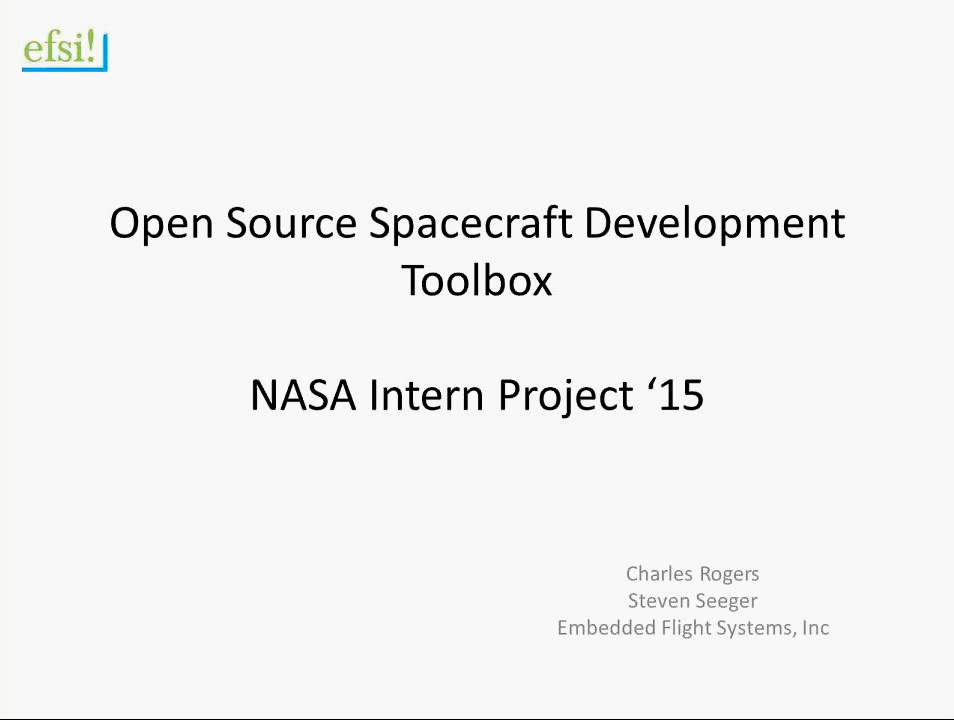 efsi!
Open Source Spacecraft Development
Toolbox
NASA Intern Project ‘15
Charles Rogers
Steven Seeger
Embedded Flight Systems, Inc